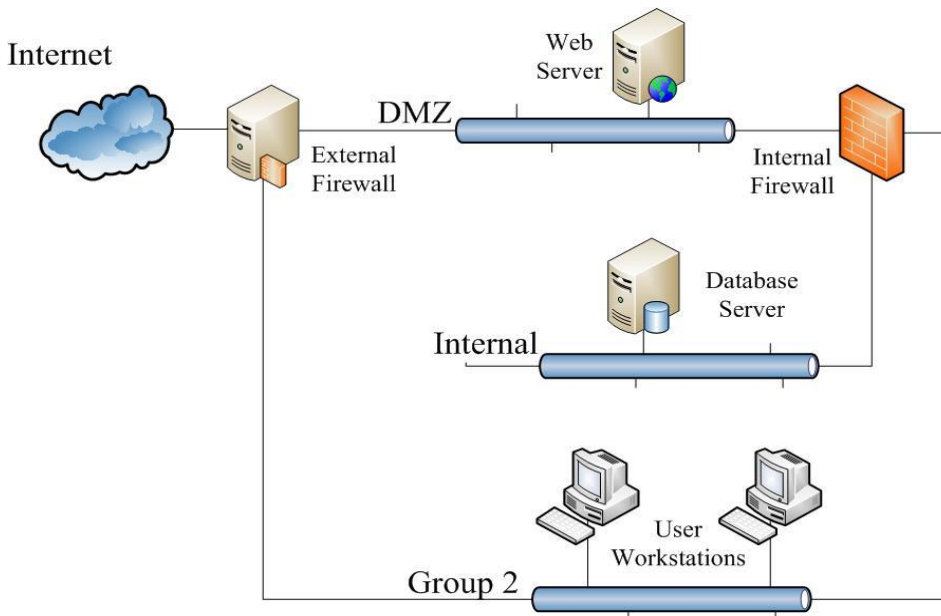 Internet
Web
Server
DMZ
External
Firewall
Internal
Firewall
Database
Server
Internal
User
Workstations
Group 2